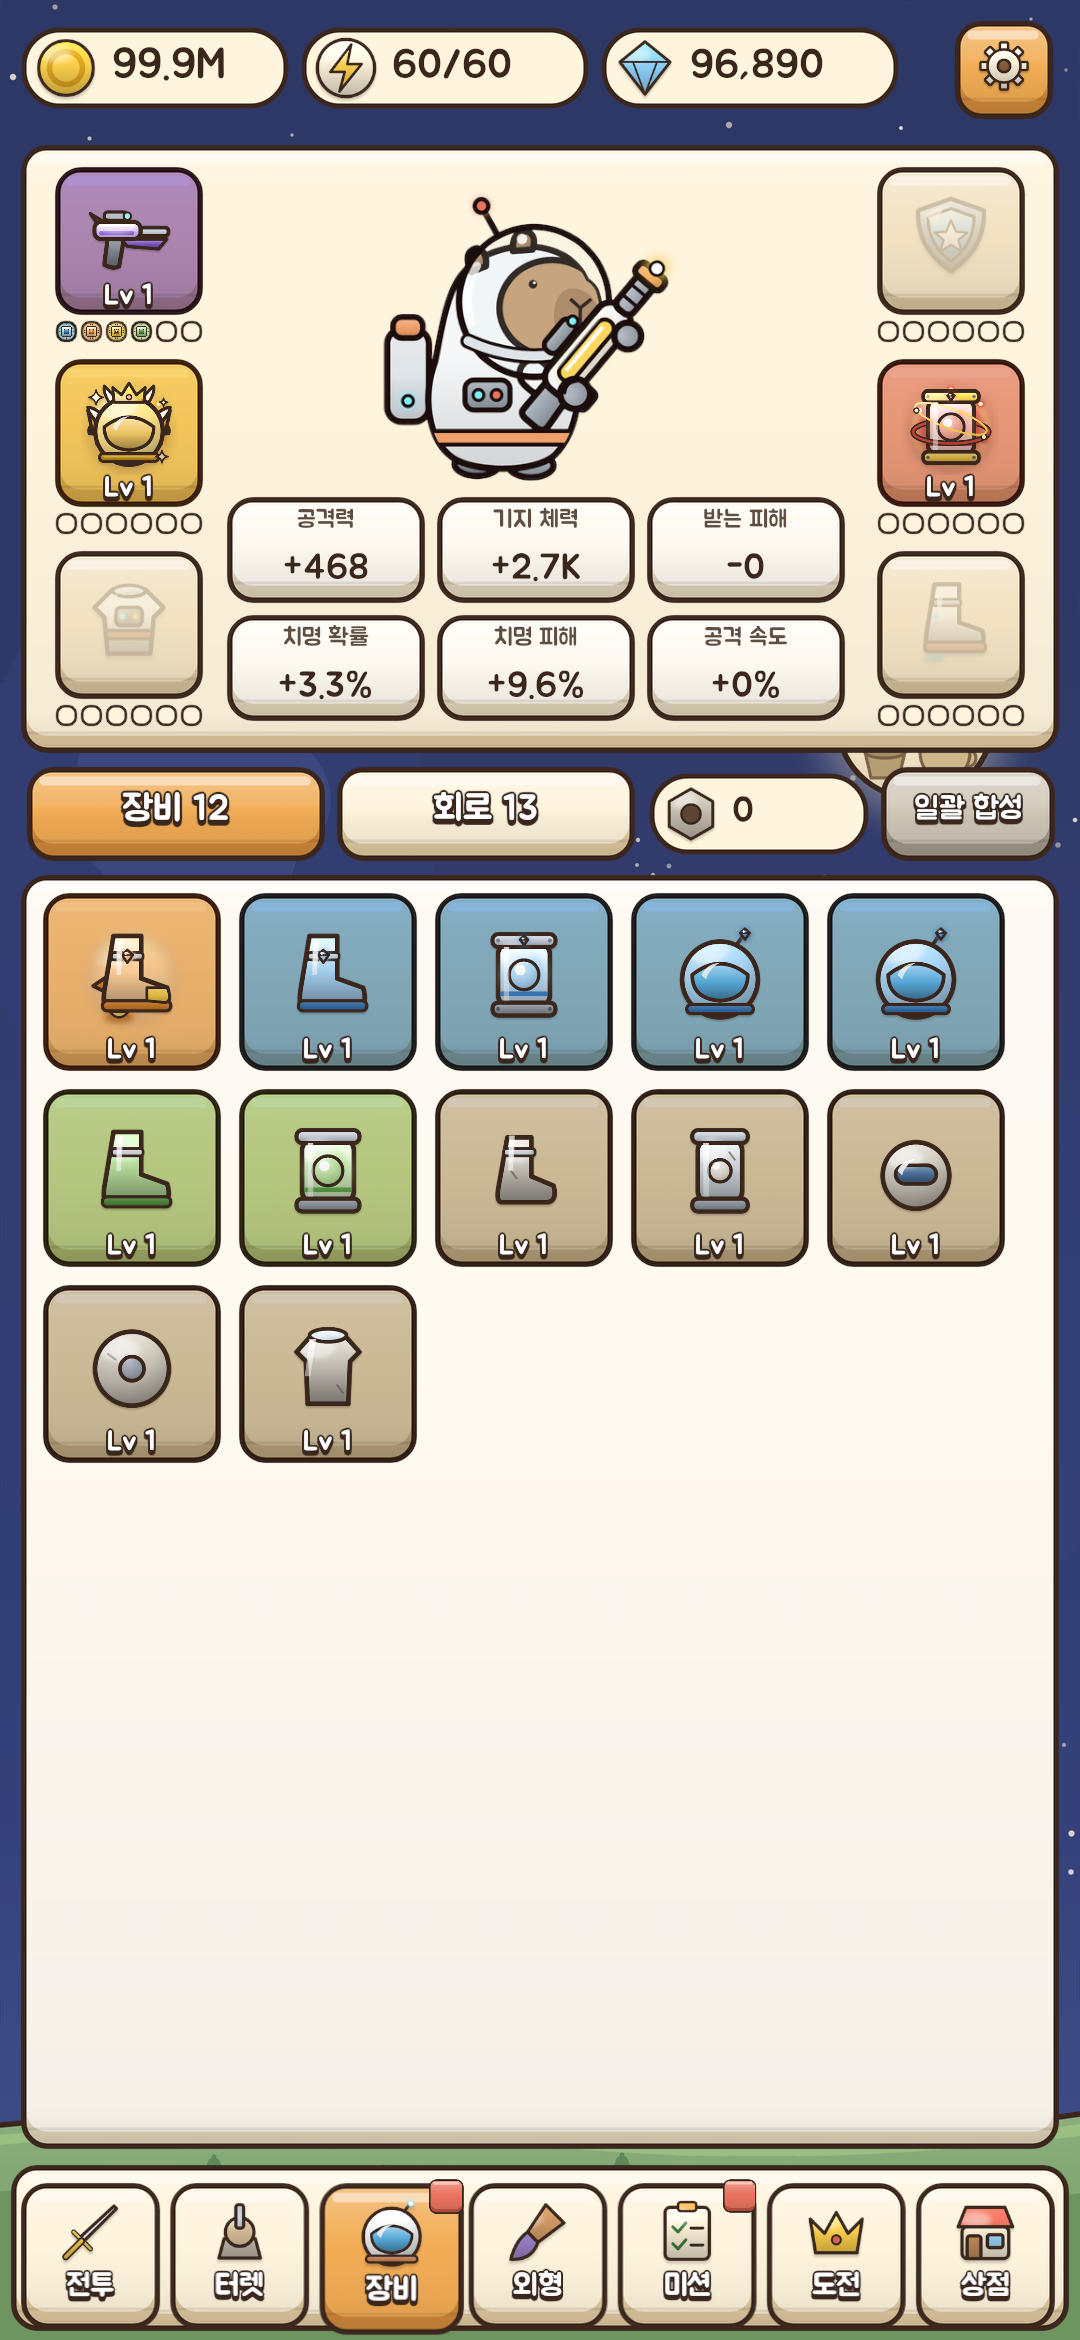 99.9M 60/60 96,890
Lv 1
Lv 1 Lv 1
공격력 기지 체력 받는 피해
+468 +2.7K -0
치명 확률 치명 피해 공격 속도
+3.3% +9.6% +0%
장비 12 회로 13 0 일괄 합성
Lv 1 Lv 1 Lv 1 Lv 1 Lv 1
Lv 1 Lv 1 Lv 1 Lv 1 Lv 1
Lv 1 Lv 1
전투 터렛 장비 외형 미션 도전 상점